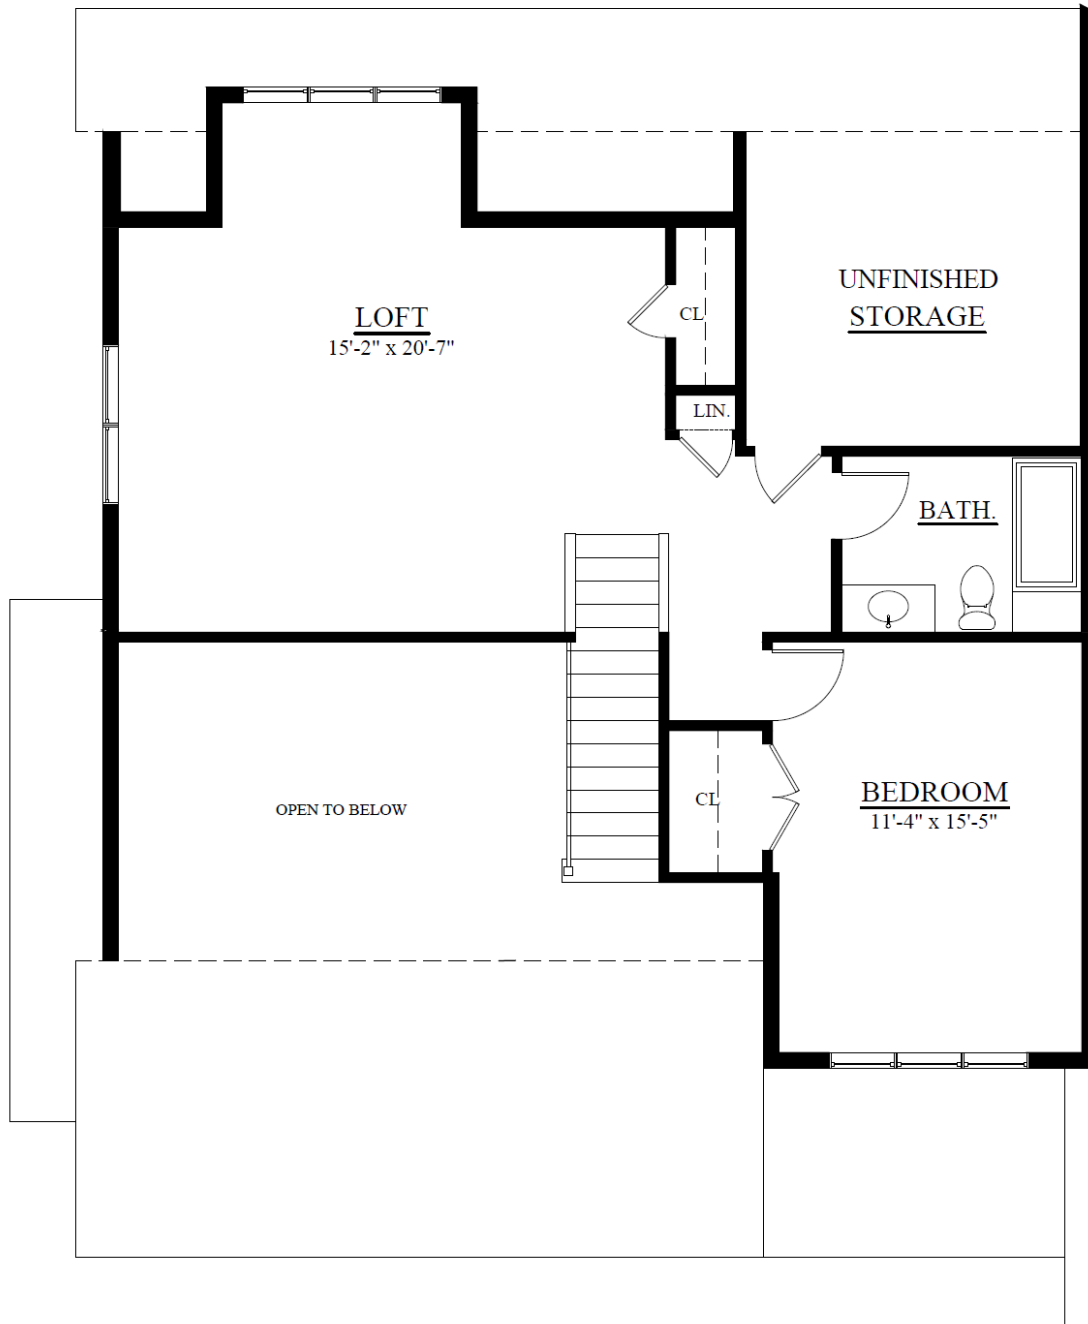 UNFINISHED
STORAGE
LOFT
15'-2" x 20'-7"
CL
LIN.
BATH.
BEDROOM
11'-4" x 15'-5"
CL
OPEN TO BELOW